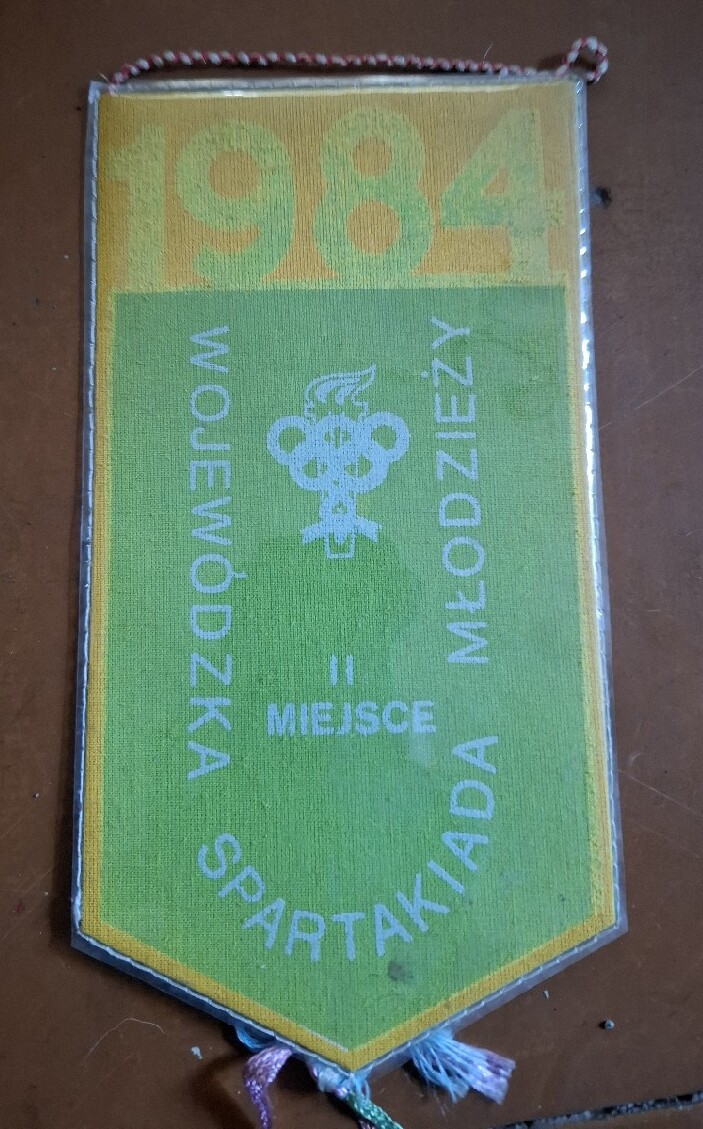 1984
WOJEWÓDZKA SPARTAKIADA MŁODZIEŻY
II
MIEJSCE